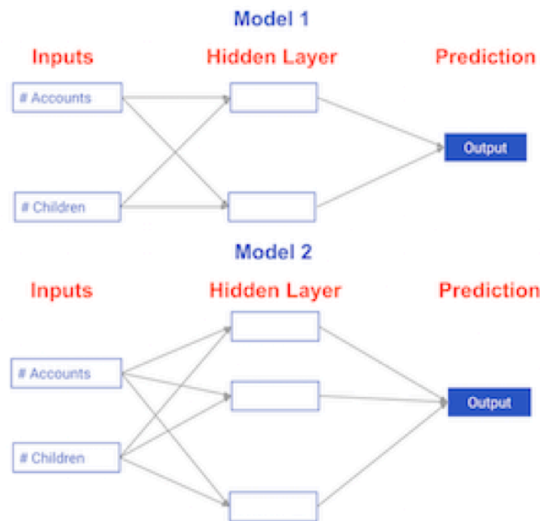 Model 1
Inputs Hidden Layer Prediction
# Accounts
Output
# Children
Model 2
Inputs Hidden Layer Prediction
# Accounts
Output
# Children